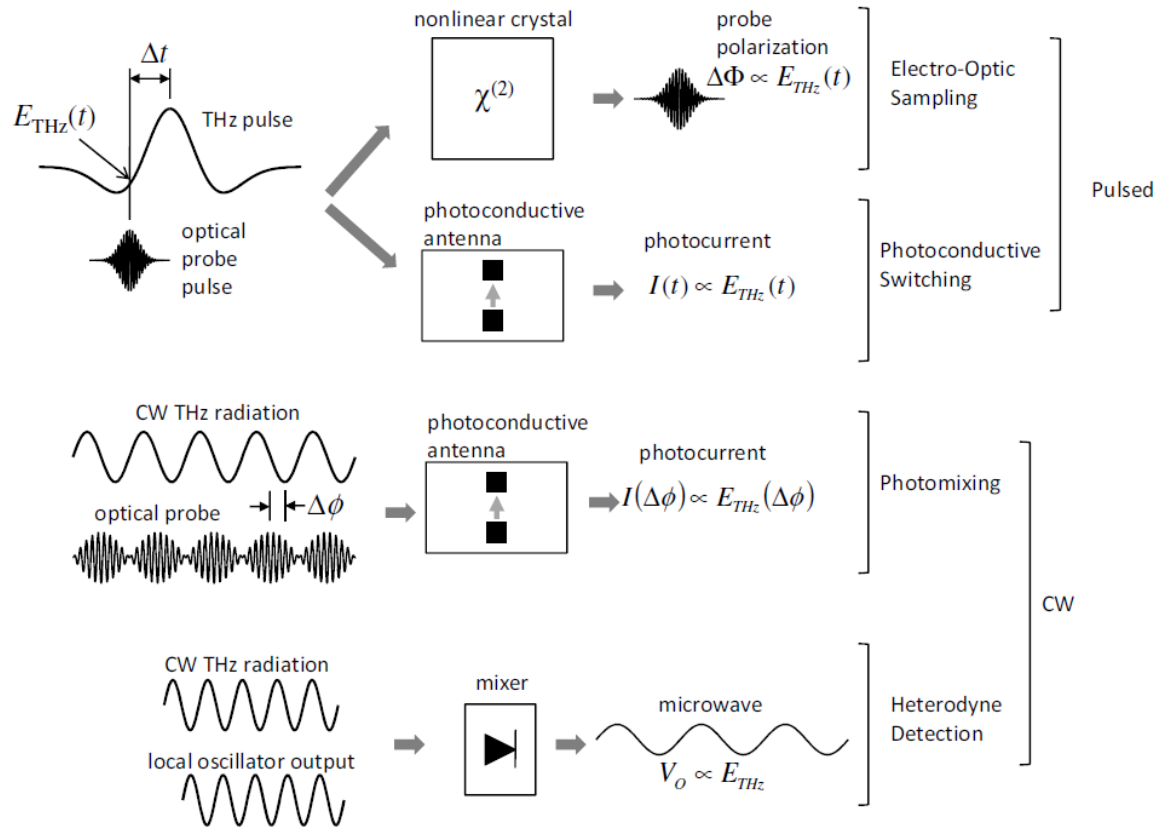 Δt
E_THz(t)
THz pulse
optical
probe
pulse
nonlinear crystal
χ^(2)
probe
polarization
ΔΦ ∝ E_THz(t)
Electro-Optic
Sampling
photoconductive
antenna
photocurrent
I(t) ∝ E_THz(t)
Photoconductive
Switching
Pulsed
CW THz radiation
Δϕ
optical probe
photoconductive
antenna
photocurrent
I(Δϕ) ∝ E_THz(Δϕ)
Photomixing
CW THz radiation
local oscillator output
mixer
microwave
V_O ∝ E_THz
Heterodyne
Detection
CW